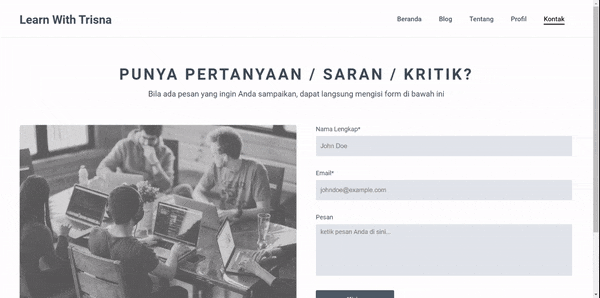 Learn With Trisna
Beranda Blog Tentang Profil Kontak
PUNYA PERTANYAAN / SARAN / KRITIK?
Bila ada pesan yang ingin Anda sampaikan, dapat langsung mengisi form di bawah ini
Nama Lengkap*
John Doe
Email*
johndoe@example.com
Pesan
ketik pesan Anda di sini...